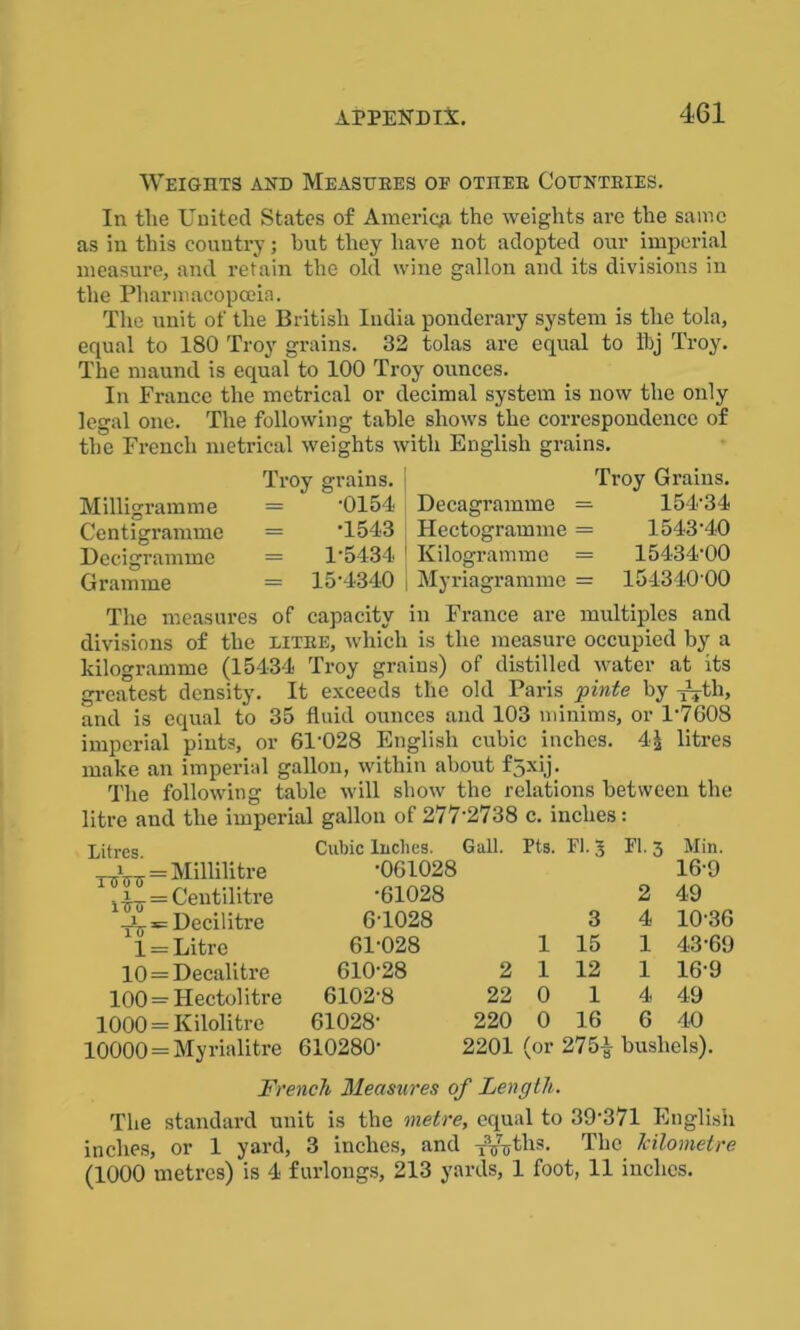 APPENDIX. 461
WEIGHTS AND MEASURES OF OTHER COUNTRIES.
In the United States of America the weights are the same
as in this country; but they have not adopted our imperial
measure, and retain the old wine gallon and its divisions in
the Pharmacopœia.
The unit of the British India ponderary system is the tola,
equal to 180 Troy grains. 32 tolas are equal to ℔j Troy.
The maund is equal to 100 Troy ounces.
In France the metrical or decimal system is now the only
legal one. The following table shows the correspondence of
the French metrical weights with English grains.
Troy grains. Troy Grains.
Milligramme = ·0154 Decagramme = 154·34
Centigramme = ·1543 Hectogramme = 1543·40
Decigramme = 1·5434 Kilogramme = 15434·00
Gramme = 15·4340 Myriagramme = 154340·00
The measures of capacity in France are multiples and
divisions of the LITRE, which is the measure occupied by a
kilogramme (15434 Troy grains) of distilled water at its
greatest density. It exceeds the old Paris pinte by 1/14th,
and is equal to 35 fluid ounces and 103 minims, or 1·7608
imperial pints, or 61·028 English cubic inches. 4½ litres
make an imperial gallon, within about fʒxij.
The following table will show the relations between the
litre and the imperial gallon of 277·2738 c. inches:
Litres. Cubic Inches. Gall. Pts. Fl.℥ Fl.ʒ Min.
1/1000=Millilitre ·061028 16·9
1/100=Centilitre ·61028 2 49
1/10=Decilitre 6·1028 3 4 10·36
1=Litre 61·028 1 15 1 43·69
10=Decalitre 610·28 2 1 12 1 16·9
100=Hectolitre 6102·8 22 0 1 4 49
1000=Kilolitre 61028· 220 0 16 6 40
10000=Myrialitre 610280· 2201 (or 275⅛ bushels).
French Measures of Length.
The standard unit is the metre, equal to 39·371 English
inches, or 1 yard, 3 inches, and 37/100ths. The kilometre
(1000 metres) is 4 furlongs, 213 yards, 1 foot, 11 inches.